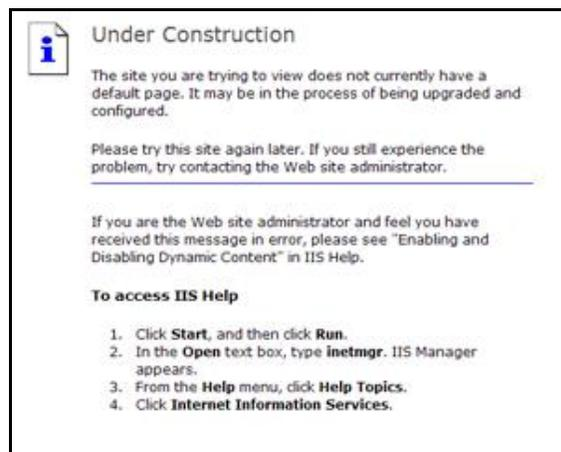 i
Under Construction
The site you are trying to view does not currently have a
default page. It may be in the process of being upgraded and
configured.
Please try this site again later. If you still experience the
problem, try contacting the Web site administrator.
If you are the Web site administrator and feel you have
received this message in error, please see "Enabling and
Disabling Dynamic Content" in IIS Help.
To access IIS Help
1. Click Start, and then click Run.
2. In the Open text box, type inetmgr. IIS Manager
appears.
3. From the Help menu, click Help Topics.
4. Click Internet Information Services.